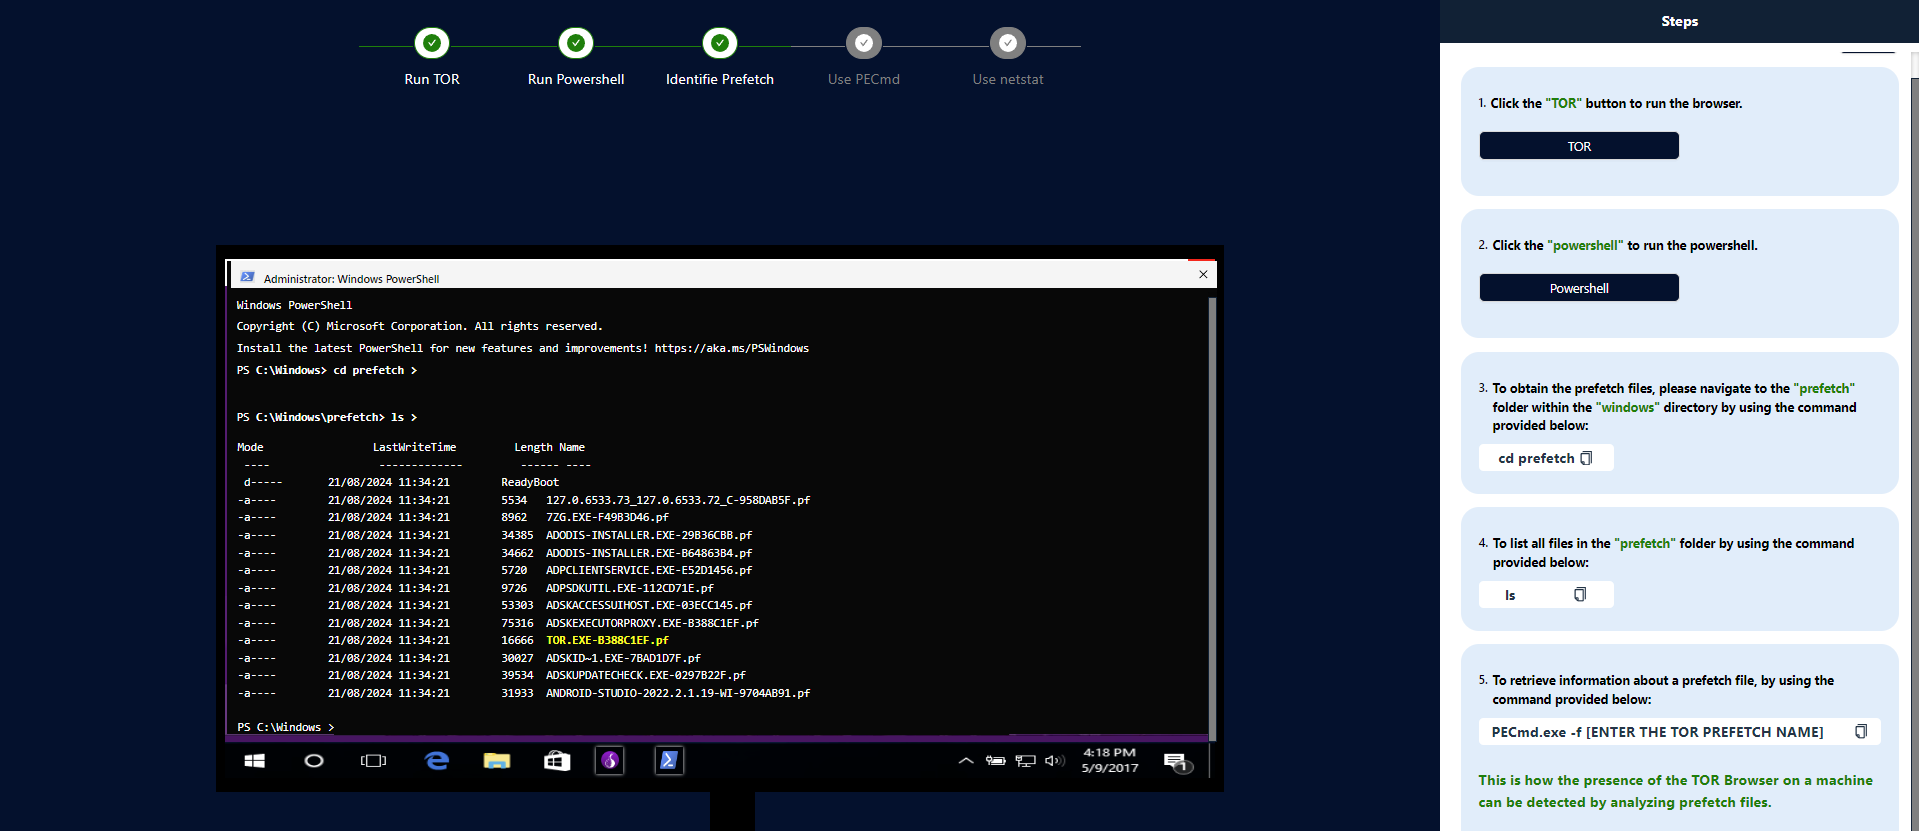 Run TOR
Run Powershell
Identifie Prefetch
Use PECmd
Use netstat
Administrator: Windows PowerShell
Windows PowerShell
Copyright (C) Microsoft Corporation. All rights reserved.
Install the latest PowerShell for new features and improvements! https://aka.ms/PSWindows
PS C:\Windows> cd prefetch >
PS C:\Windows\prefetch> ls >
Mode LastWriteTime Length Name
---- ------------- ------ ----
d----- 21/08/2024 11:34:21 ReadyBoot
-a---- 21/08/2024 11:34:21 5534 127.0.6533.73_127.0.6533.72_C-958DAB5F.pf
-a---- 21/08/2024 11:34:21 8962 7ZG.EXE-F49B3D46.pf
-a---- 21/08/2024 11:34:21 34385 ADODIS-INSTALLER.EXE-29B36CBB.pf
-a---- 21/08/2024 11:34:21 34662 ADODIS-INSTALLER.EXE-B64863B4.pf
-a---- 21/08/2024 11:34:21 5720 ADPCLIENTSERVICE.EXE-E52D1456.pf
-a---- 21/08/2024 11:34:21 9726 ADPSDKUTIL.EXE-112CD71E.pf
-a---- 21/08/2024 11:34:21 53303 ADSKACCESSUIHOST.EXE-03ECC145.pf
-a---- 21/08/2024 11:34:21 75316 ADSKEXECUTORPROXY.EXE-B388C1EF.pf
-a---- 21/08/2024 11:34:21 16666 TOR.EXE-B388C1EF.pf
-a---- 21/08/2024 11:34:21 30027 ADSKID~1.EXE-7BAD1D7F.pf
-a---- 21/08/2024 11:34:21 39534 ADSKUPDATECHECK.EXE-0297B22F.pf
-a---- 21/08/2024 11:34:21 31933 ANDROID-STUDIO-2022.2.1.19-WI-9704AB91.pf
PS C:\Windows >
4:18 PM
5/9/2017
1
Steps
1. Click the "TOR" button to run the browser.
TOR
2. Click the "powershell" to run the powershell.
Powershell
3. To obtain the prefetch files, please navigate to the "prefetch"
folder within the "windows" directory by using the command
provided below:
cd prefetch
4. To list all files in the "prefetch" folder by using the command
provided below:
ls
5. To retrieve information about a prefetch file, by using the
command provided below:
PECmd.exe -f [ENTER THE TOR PREFETCH NAME]
This is how the presence of the TOR Browser on a machine
can be detected by analyzing prefetch files.